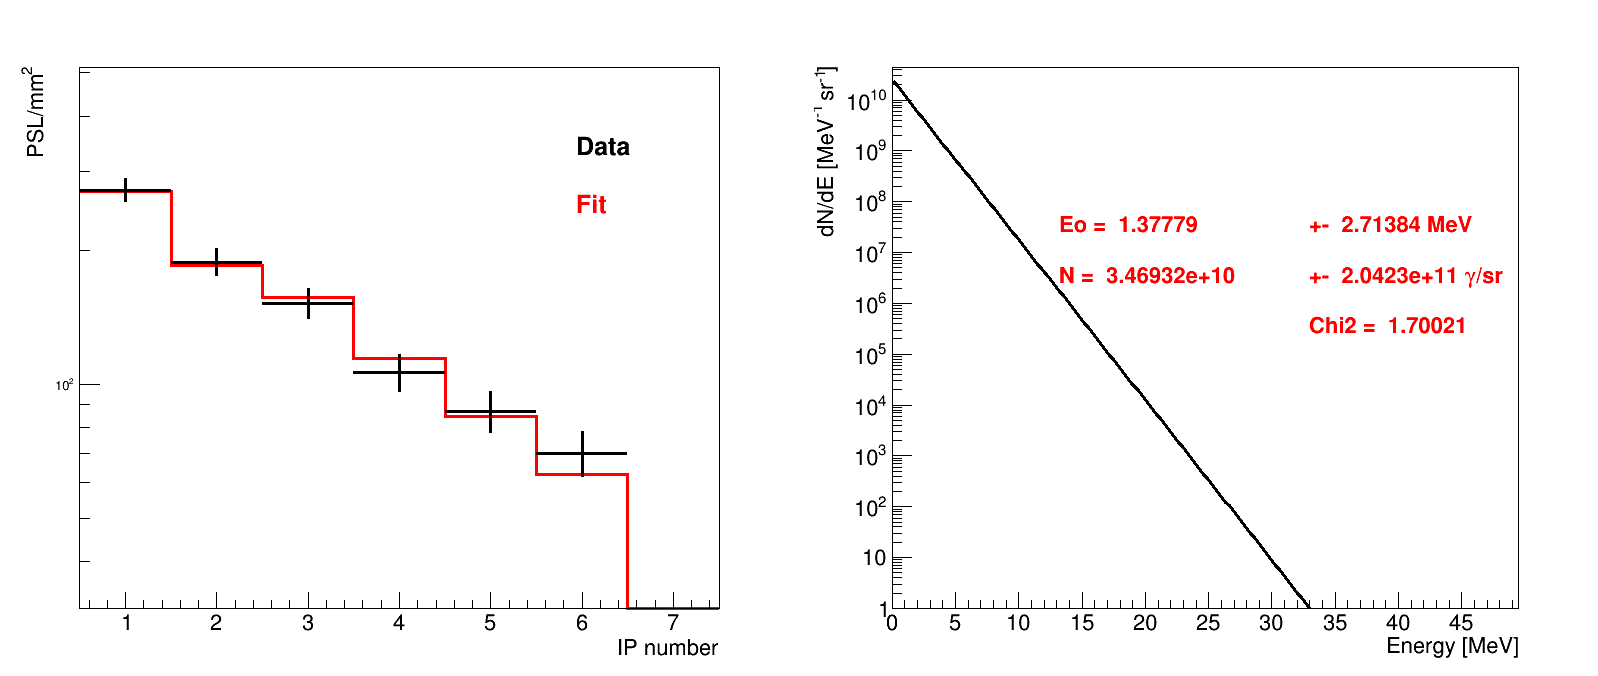 PSL/mm²
Data
Fit
10²
1 2 3 4 5 6 7
IP number
dN/dE [MeV⁻¹ sr⁻¹]
10¹⁰
10⁹
10⁸
10⁷
10⁶
10⁵
10⁴
10³
10²
10
1
Eo = 1.37779 +- 2.71384 MeV
N = 3.46932e+10 +- 2.0423e+11 γ/sr
Chi2 = 1.70021
0 5 10 15 20 25 30 35 40 45
Energy [MeV]